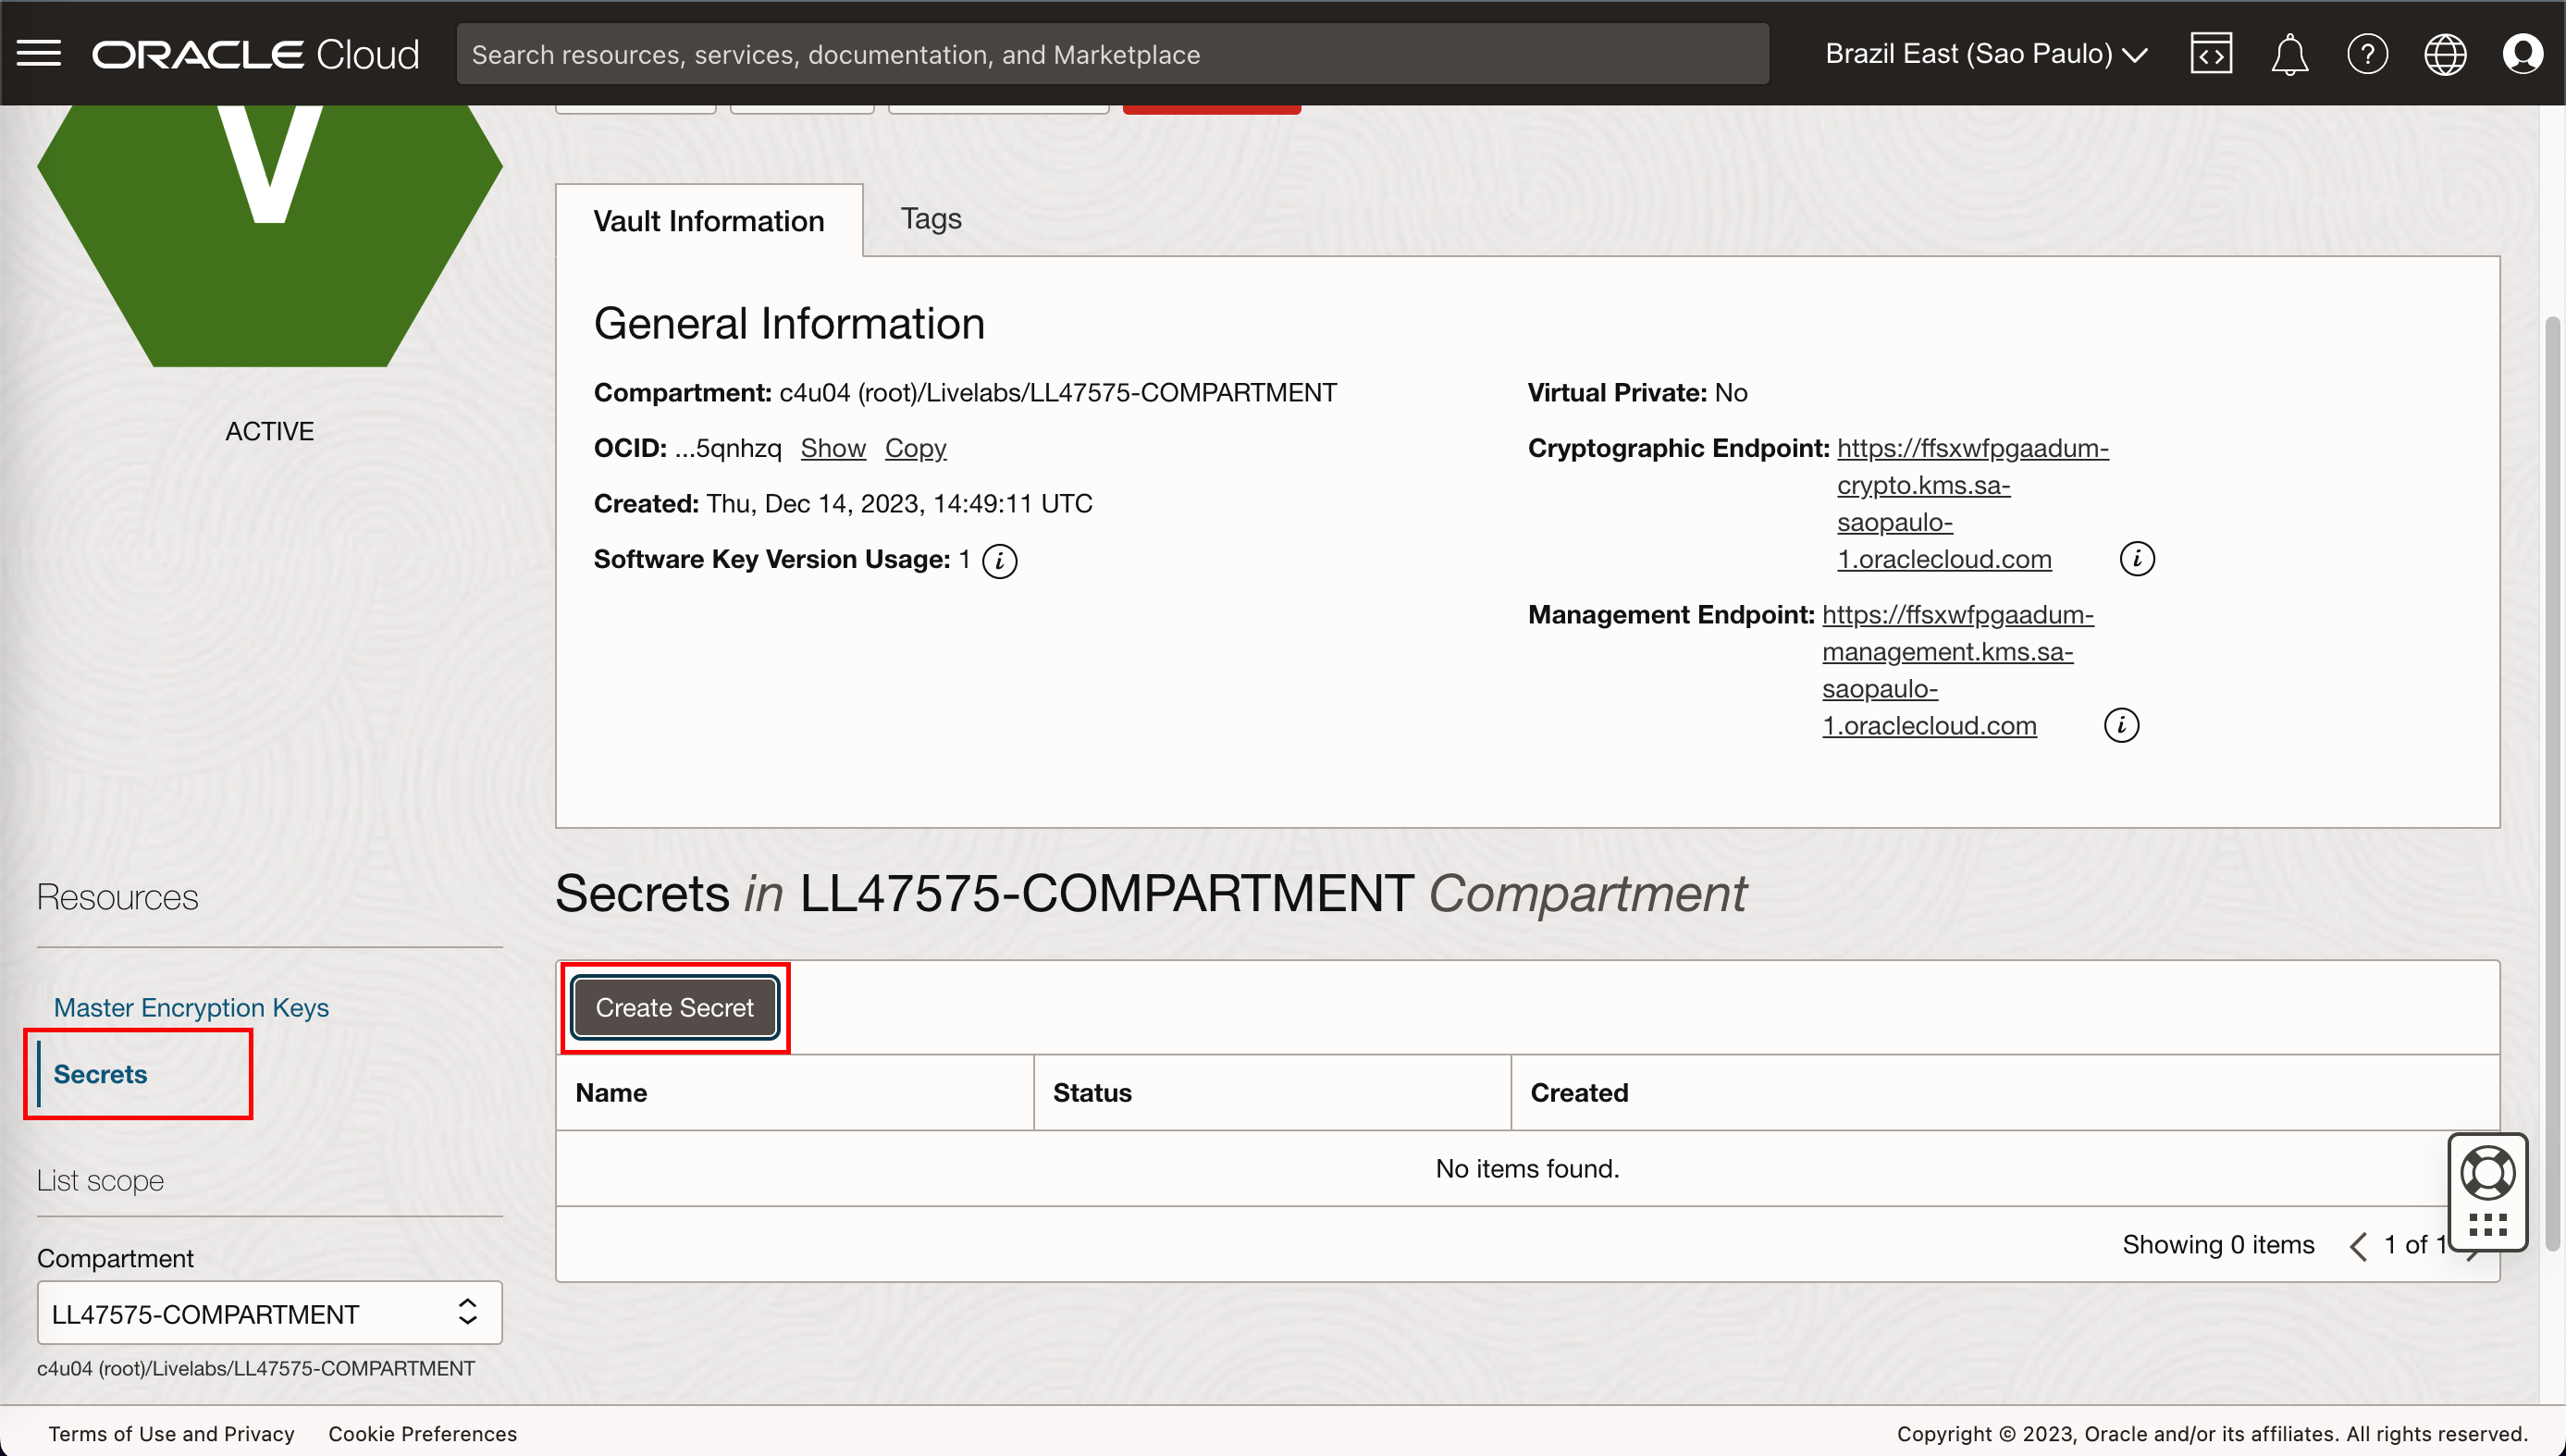 ORACLE Cloud
Search resources, services, documentation, and Marketplace
Brazil East (Sao Paulo)
V
ACTIVE
Vault Information
Tags
General Information
Compartment: c4u04 (root)/Livelabs/LL47575-COMPARTMENT
OCID: ...5qnhzq Show Copy
Created: Thu, Dec 14, 2023, 14:49:11 UTC
Software Key Version Usage: 1
Virtual Private: No
Cryptographic Endpoint: https://ffsxwfpgaadum-
crypto.kms.sa-
saopaulo-
1.oraclecloud.com
Management Endpoint: https://ffsxwfpgaadum-
management.kms.sa-
saopaulo-
1.oraclecloud.com
Resources
Master Encryption Keys
Secrets
List scope
Compartment
LL47575-COMPARTMENT
c4u04 (root)/Livelabs/LL47575-COMPARTMENT
Secrets in LL47575-COMPARTMENT Compartment
Create Secret
Name Status Created
No items found.
Showing 0 items < 1 of 1
Terms of Use and Privacy Cookie Preferences
Copyright © 2023, Oracle and/or its affiliates. All rights reserved.